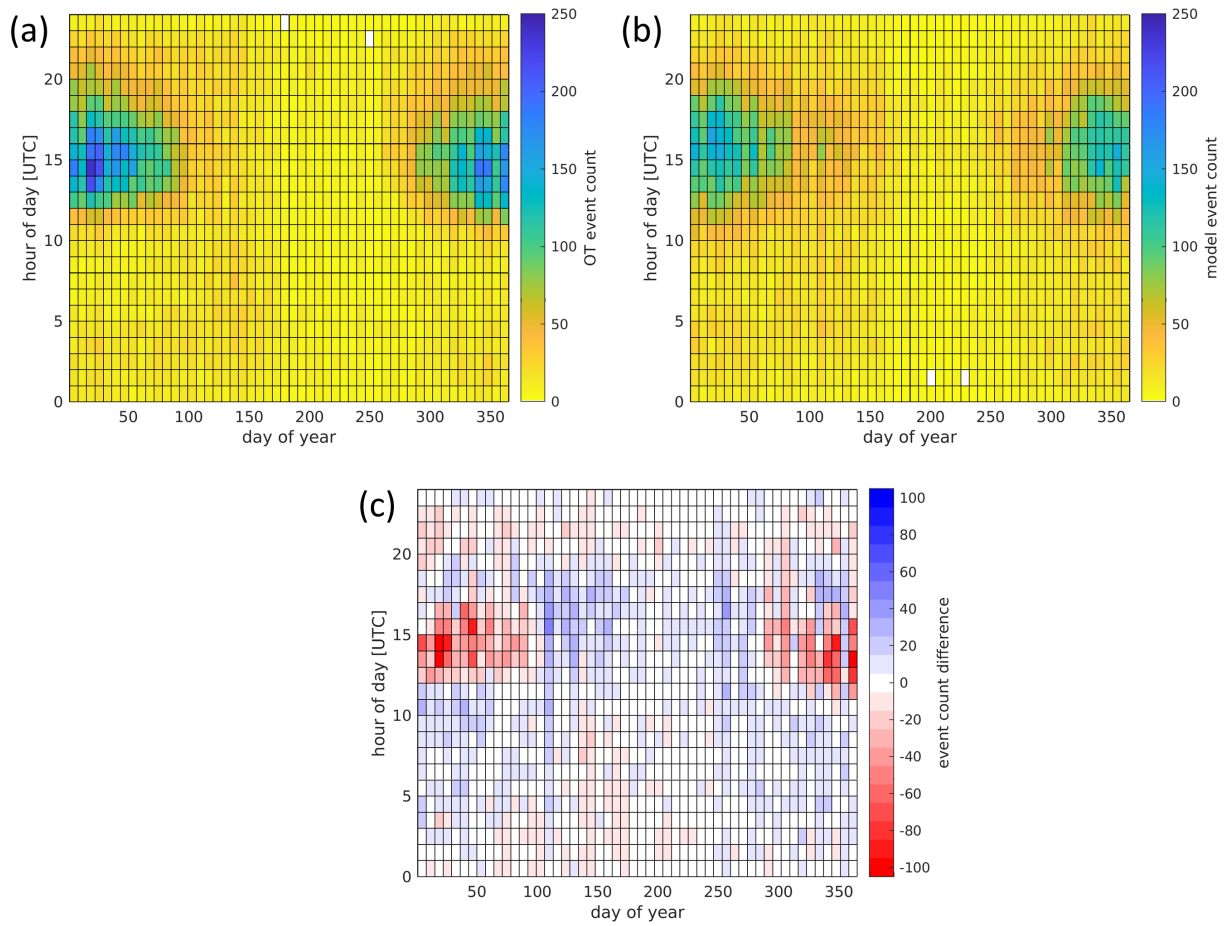 (a)
250
200
150
100
50
0
OT event count
20
15
10
5
0
hour of day [UTC]
50 100 150 200 250 300 350
day of year
(b)
250
200
150
100
50
0
model event count
20
15
10
5
0
hour of day [UTC]
50 100 150 200 250 300 350
day of year
(c)
100
80
60
40
20
0
-20
-40
-60
-80
-100
event count difference
20
15
10
5
0
hour of day [UTC]
50 100 150 200 250 300 350
day of year